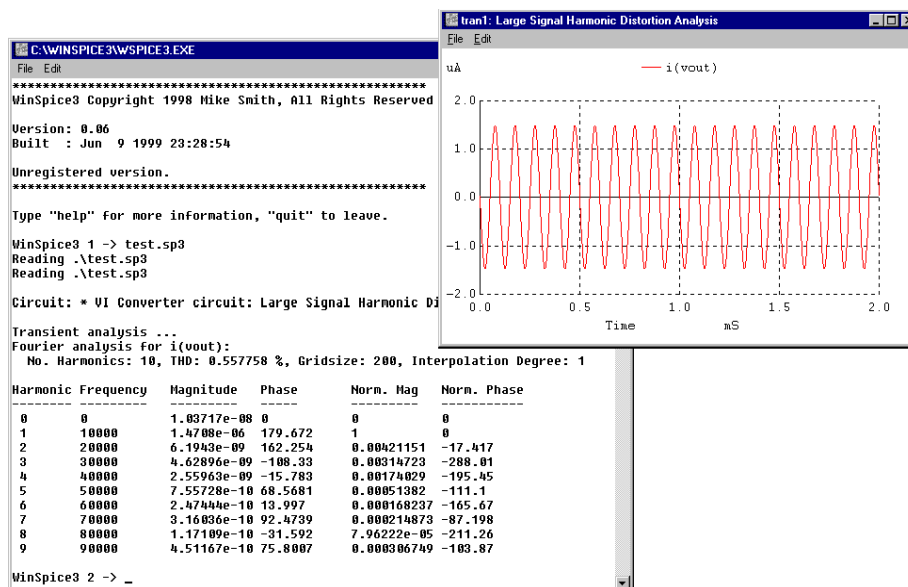 C:\WINSPICE3\WSPICE3.EXE
File Edit
*******************************************************
WinSpice3 Copyright 1998 Mike Smith, All Rights Reserved
Version: 0.06
Built  : Jun  9 1999 23:28:54
Unregistered version.
*******************************************************
Type "help" for more information, "quit" to leave.
WinSpice3 1 -> test.sp3
Reading .\test.sp3
Reading .\test.sp3
Circuit: * VI Converter circuit: Large Signal Harmonic Di
Transient analysis ...
Fourier analysis for i(vout):
No. Harmonics: 10, THD: 0.557758 %, Gridsize: 200, Interpolation Degree: 1
Harmonic Frequency Magnitude Phase Norm. Mag Norm. Phase
-------- --------- --------- ----- --------- -----------
0 0 1.03717e-08 0 0 0
1 10000 1.4708e-06 179.672 1 0
2 20000 6.1943e-09 162.254 0.00421151 -17.417
3 30000 4.62896e-09 -108.33 0.00314723 -288.01
4 40000 2.55963e-09 -15.783 0.00174029 -195.45
5 50000 7.55728e-10 68.5681 0.00051382 -111.1
6 60000 2.47444e-10 13.997 0.000168237 -165.67
7 70000 3.16036e-10 92.4739 0.000214873 -87.198
8 80000 1.17109e-10 -31.592 7.96222e-05 -211.26
9 90000 4.51167e-10 75.8007 0.000306749 -103.87
WinSpice3 2 -> _
tran1: Large Signal Harmonic Distortion Analysis
File Edit
uA
i(vout)
2.0
1.0
0.0
-1.0
-2.0
0.0 0.5 1.0 1.5 2.0
Time mS